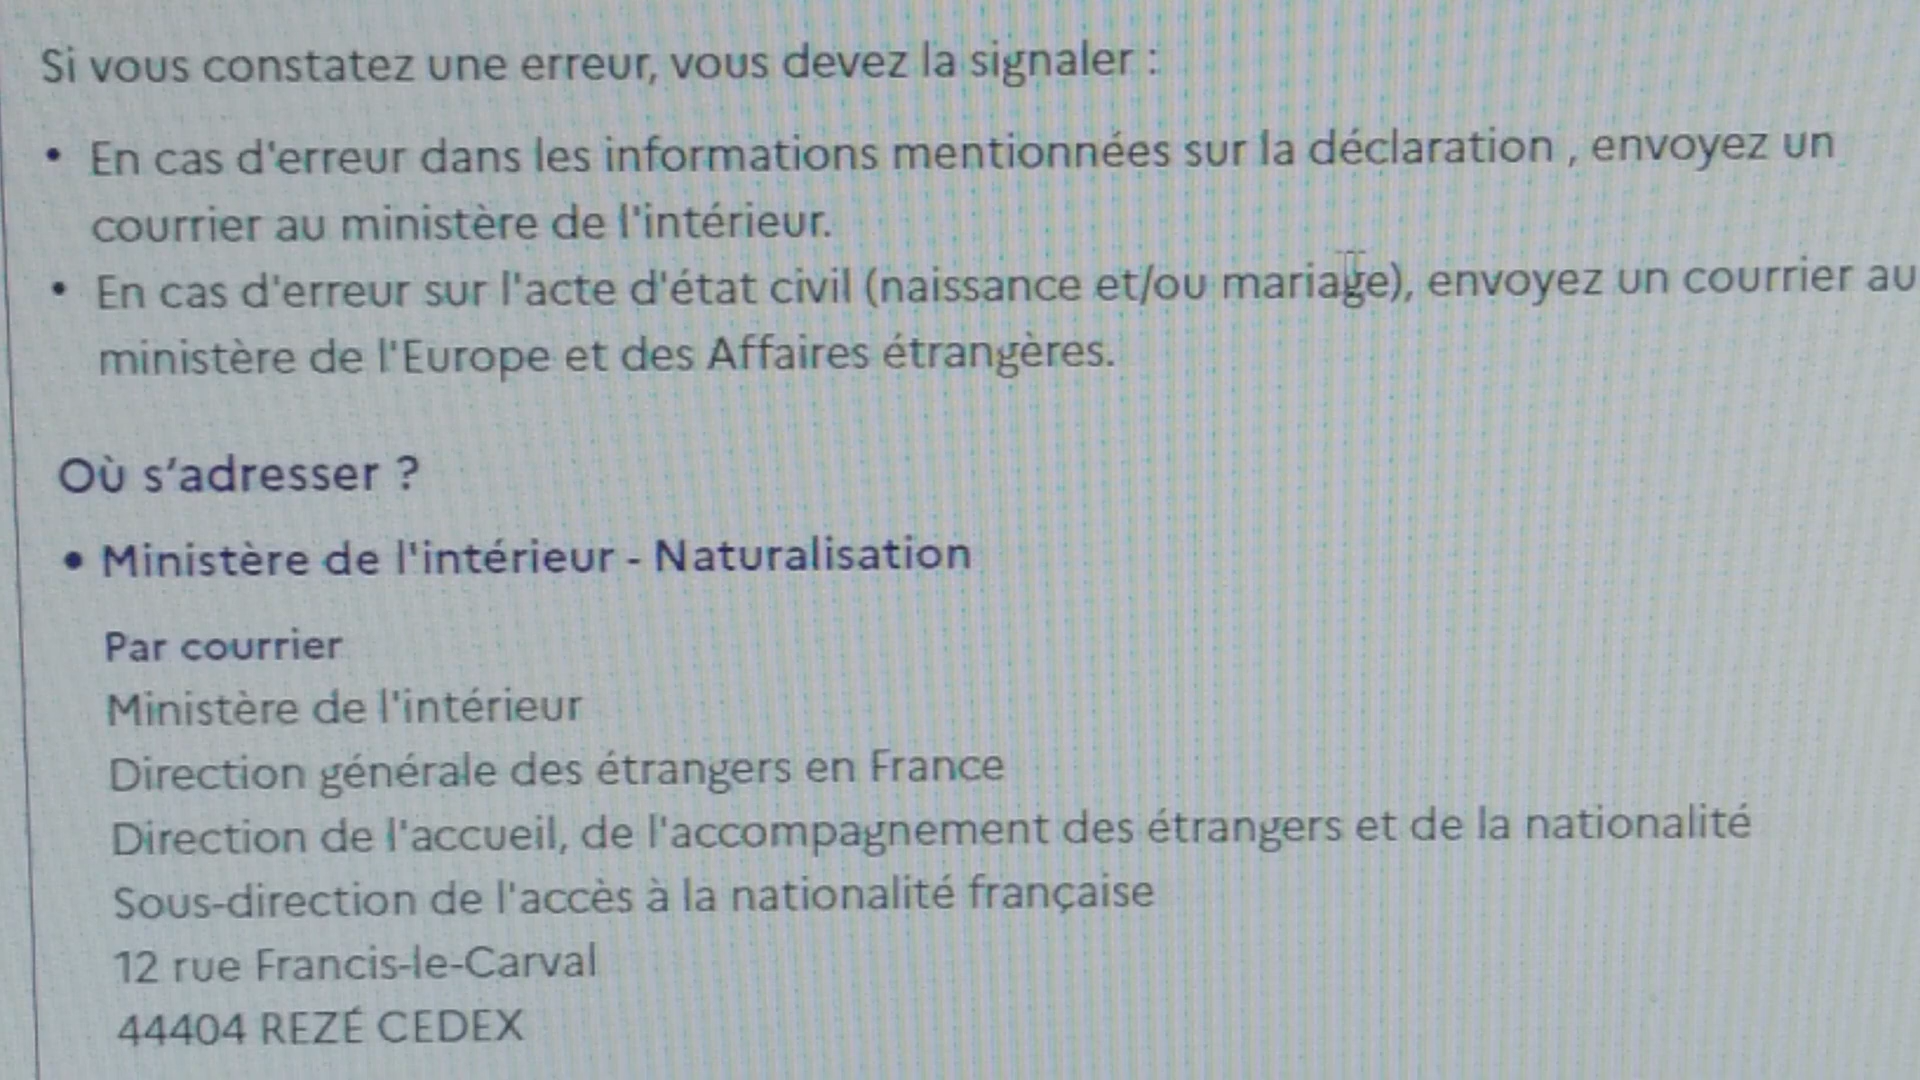 Si vous constatez une erreur, vous devez la signaler :
• En cas d'erreur dans les informations mentionnées sur la déclaration , envoyez un
courrier au ministère de l'intérieur.
• En cas d'erreur sur l'acte d'état civil (naissance et/ou mariage), envoyez un courrier au
ministère de l'Europe et des Affaires étrangères.
Où s’adresser ?
• Ministère de l'intérieur - Naturalisation
Par courrier
Ministère de l'intérieur
Direction générale des étrangers en France
Direction de l'accueil, de l'accompagnement des étrangers et de la nationalité
Sous-direction de l'accès à la nationalité française
12 rue Francis-le-Carval
44404 REZÉ CEDEX